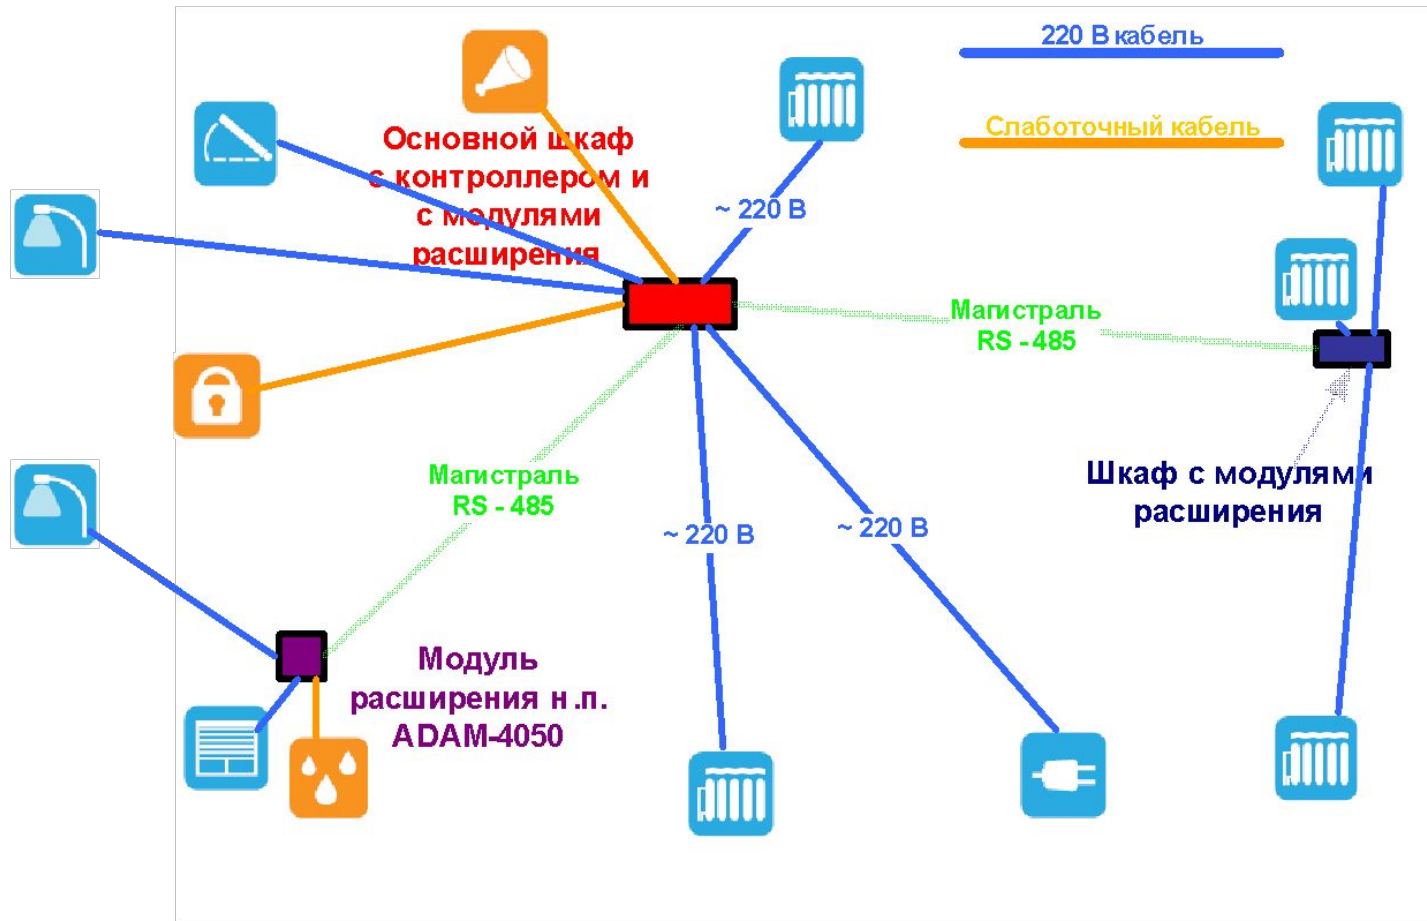 220 В кабель
Слаботочный кабель
Основной шкаф
с контроллером и
с модулями
расширения
~ 220 В
Магистраль
RS - 485
Магистраль
RS - 485
Шкаф с модулями
расширения
~ 220 В
~ 220 В
Модуль
расширения н .п.
ADAM-4050